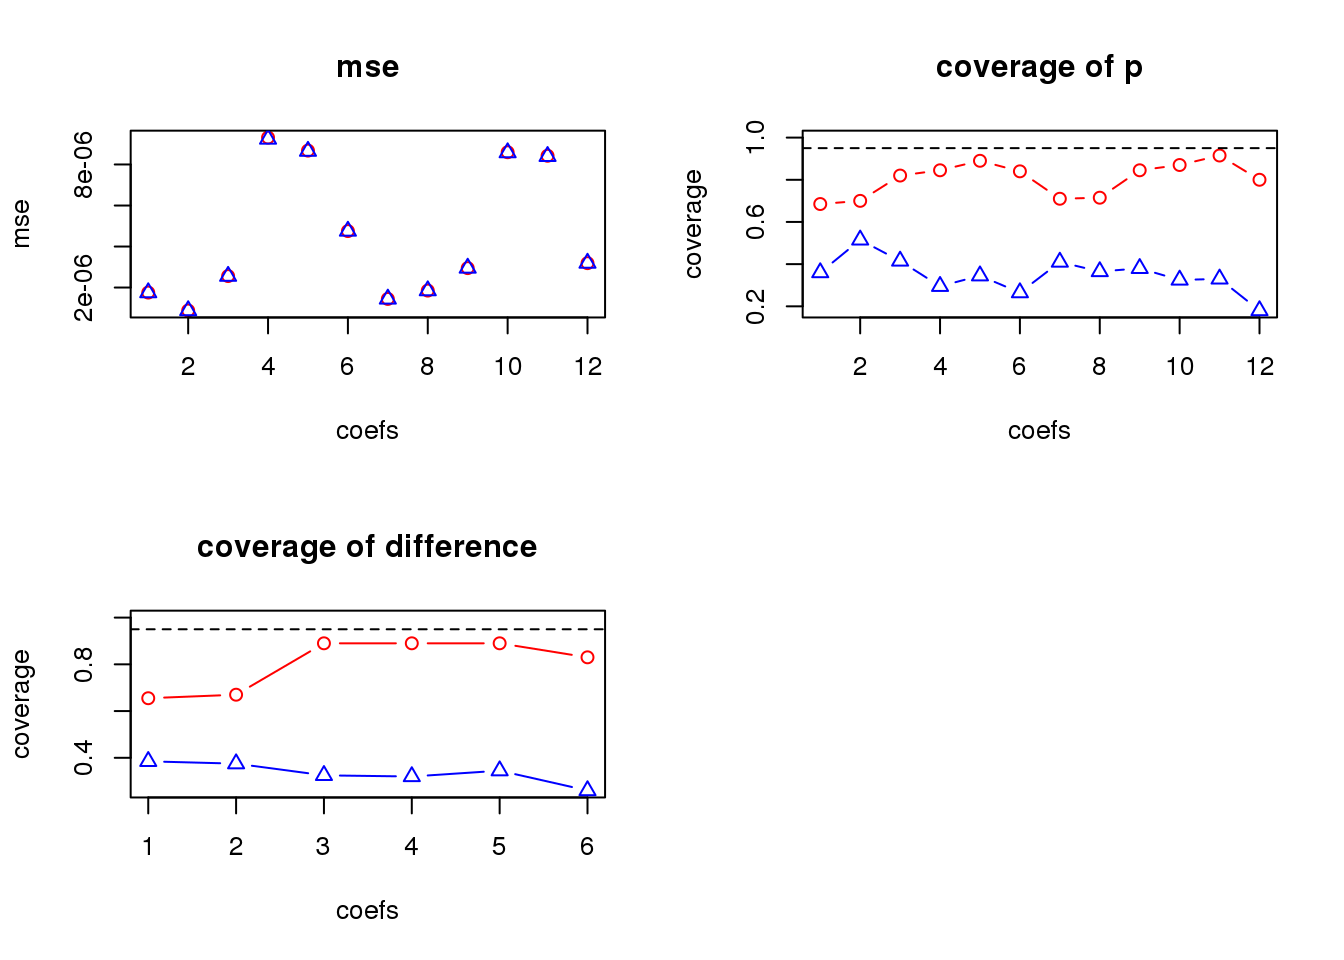 mse
mse
8e-06
2e-06
2 4 6 8 10 12
coefs
coverage of p
coverage
1.0
0.6
0.2
2 4 6 8 10 12
coefs
coverage of difference
coverage
0.8
0.4
1 2 3 4 5 6
coefs